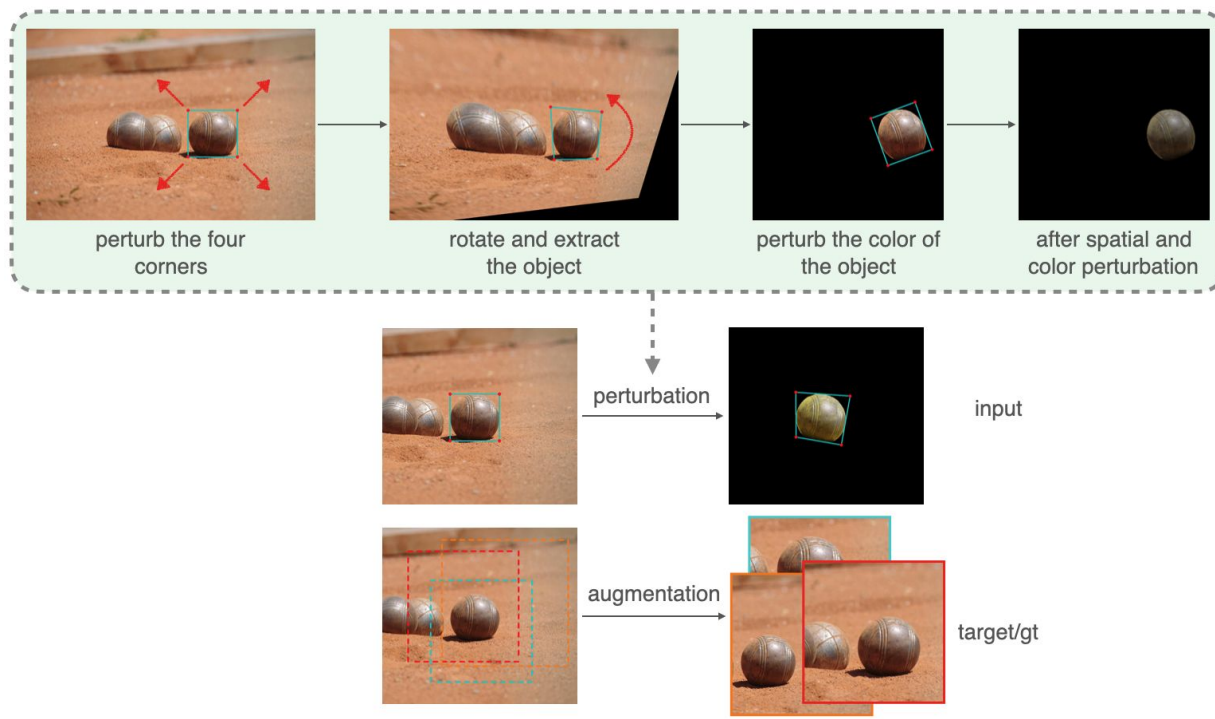 perturb the four
corners
rotate and extract
the object
perturb the color of
the object
after spatial and
color perturbation
perturbation
input
augmentation
target/gt